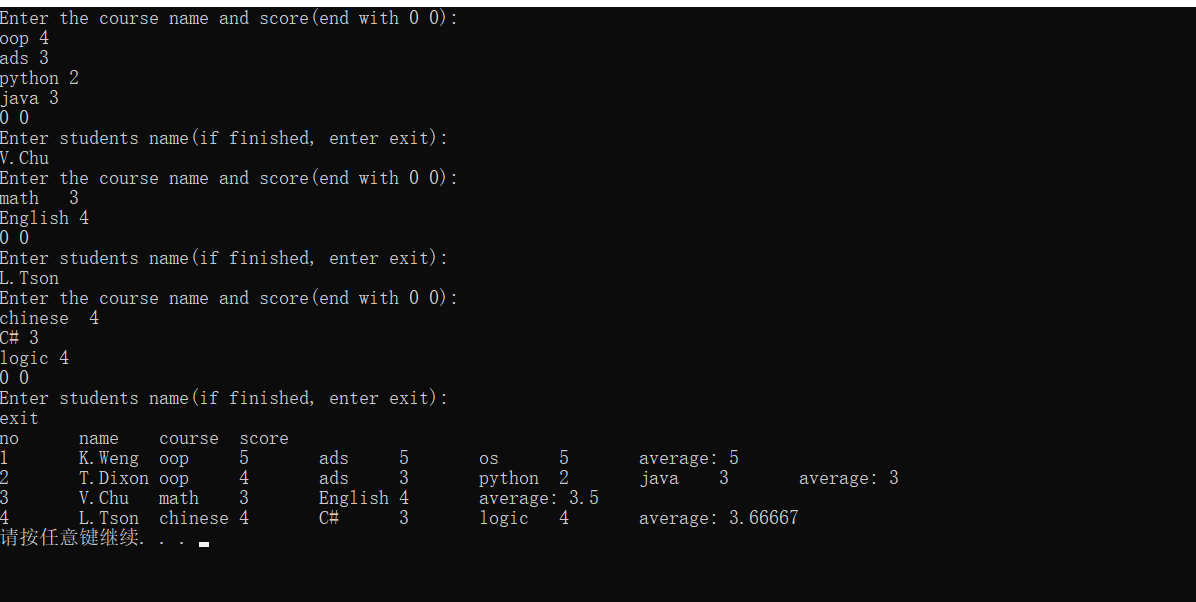 Enter the course name and score(end with 0 0):
oop 4
ads 3
python 2
java 3
0 0
Enter students name(if finished, enter exit):
V.Chu
Enter the course name and score(end with 0 0):
math   3
English 4
0 0
Enter students name(if finished, enter exit):
L.Tson
Enter the course name and score(end with 0 0):
chinese  4
C# 3
logic 4
0 0
Enter students name(if finished, enter exit):
exit
no      name    course  score
1       K.Weng  oop     5       ads     5       os      5       average: 5
2       T.Dixon oop     4       ads     3       python  2       java    3       average: 3
3       V.Chu   math    3       English 4       average: 3.5
4       L.Tson  chinese 4       C#      3       logic   4       average: 3.66667
请按任意键继续. . .